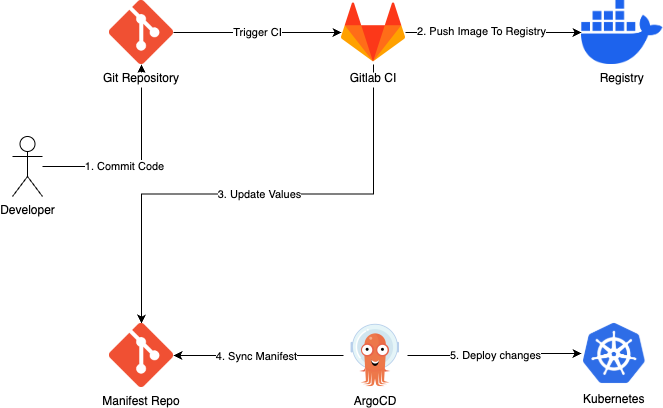 Trigger CI
2. Push Image To Registry
Git Repository
Gitlab CI
Registry
1. Commit Code
3. Update Values
Developer
4. Sync Manifest
5. Deploy changes
Manifest Repo
ArgoCD
Kubernetes